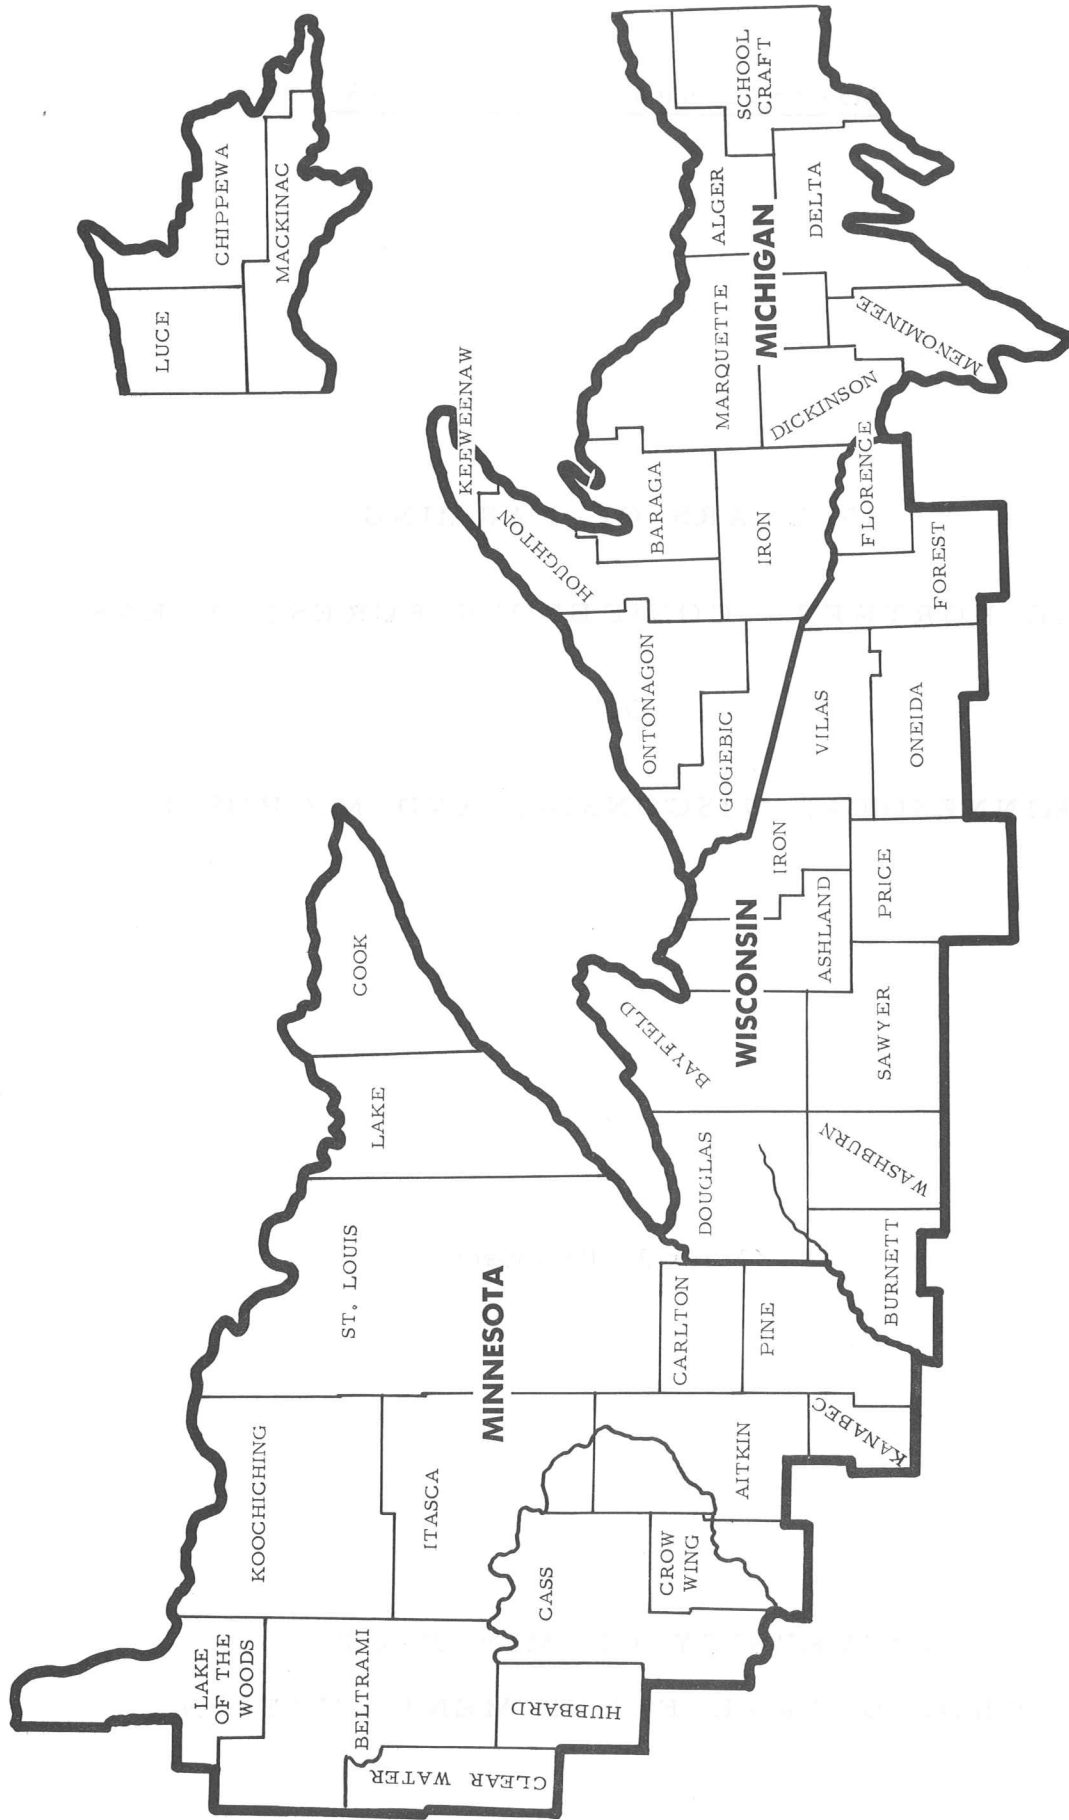 LUCE
CHIPPEWA
MACKINAC
KEEWEENAW
HOUGHTON
BARAGA
MARQUETTE
ALGER
SCHOOL
CRAFT
MICHIGAN
DELTA
MENOMINEE
DICKINSON
IRON
ONTONAGON
GOGEBIC
FLORENCE
FOREST
VILAS
ONEIDA
IRON
ASHLAND
PRICE
WISCONSIN
BAYFIELD
SAWYER
DOUGLAS
WASHBURN
BURNETT
COOK
LAKE
ST. LOUIS
MINNESOTA
CARLTON
PINE
KANABEC
KOOCHICHING
ITASCA
AITKIN
CASS
CROW
WING
LAKE
OF THE
WOODS
BELTRAMI
HUBBARD
CLEAR WATER